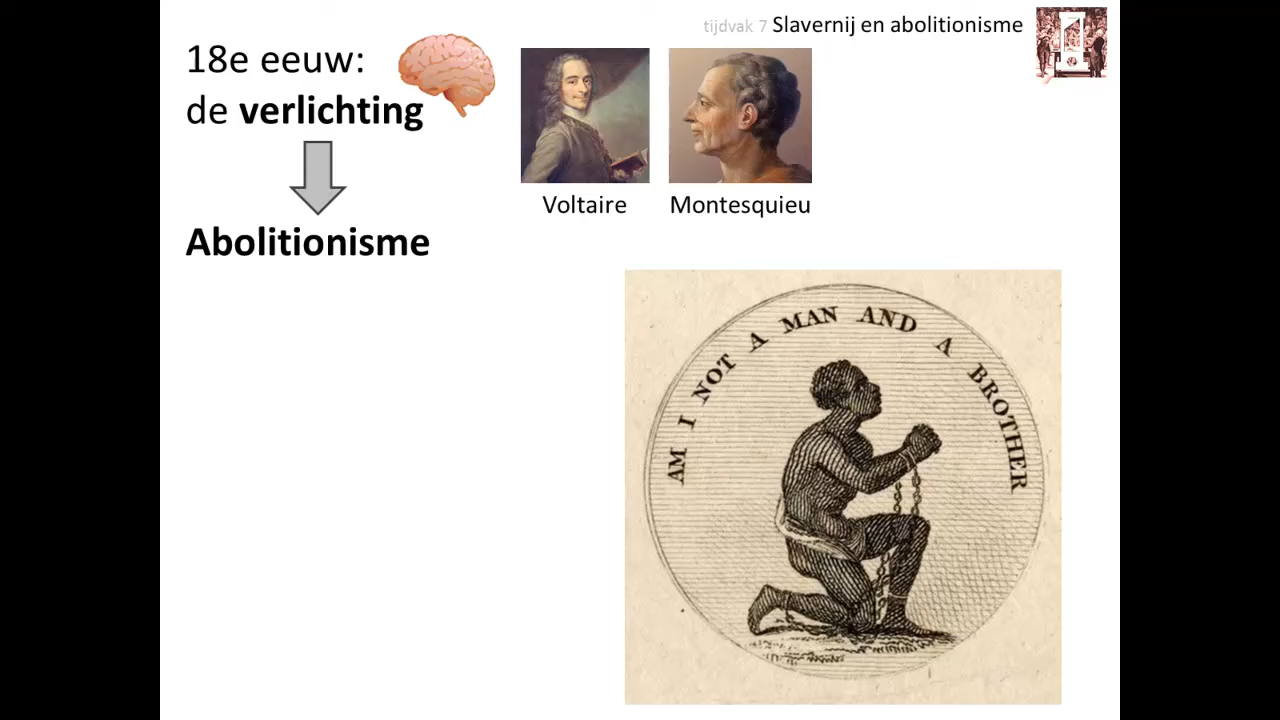 tijdvak 7 Slavernij en abolitionisme
18e eeuw:
de verlichting
Voltaire
Montesquieu
Abolitionisme
AM I NOT A MAN AND A BROTHER